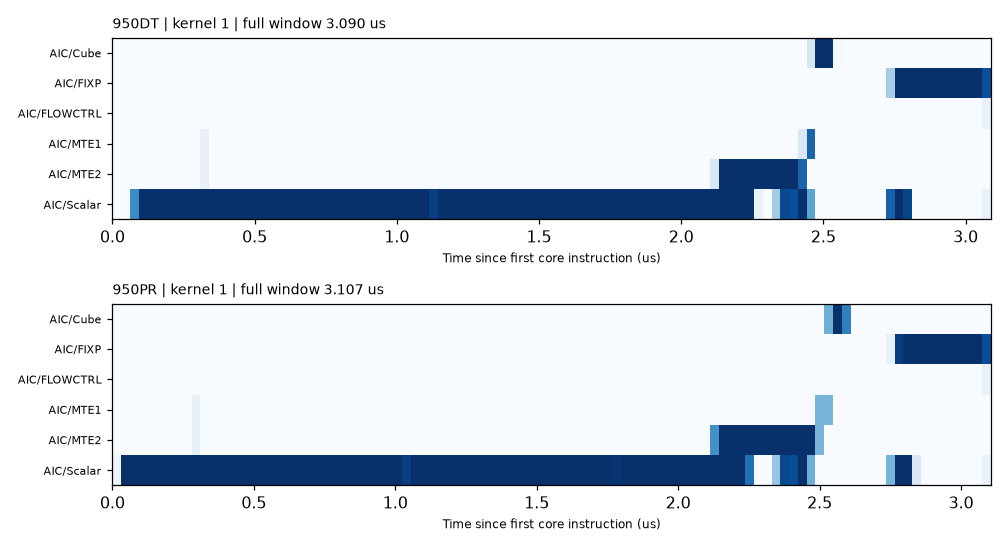 950DT | kernel 1 | full window 3.090 us
AIC/Cube
AIC/FIXP
AIC/FLOWCTRL
AIC/MTE1
AIC/MTE2
AIC/Scalar
0.0 0.5 1.0 1.5 2.0 2.5 3.0
Time since first core instruction (us)
950PR | kernel 1 | full window 3.107 us
AIC/Cube
AIC/FIXP
AIC/FLOWCTRL
AIC/MTE1
AIC/MTE2
AIC/Scalar
0.0 0.5 1.0 1.5 2.0 2.5 3.0
Time since first core instruction (us)